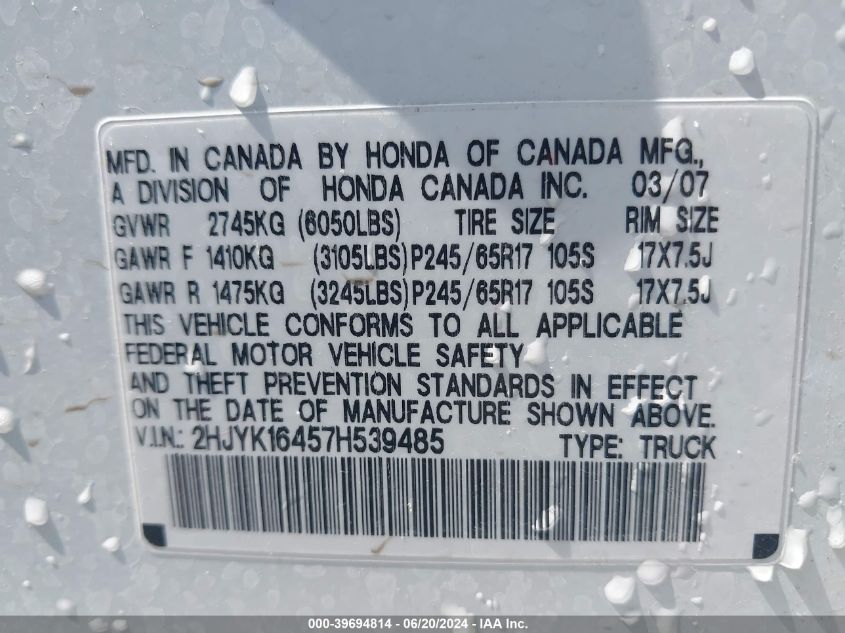 MFD. IN CANADA BY HONDA OF CANADA MFG.,
A DIVISION OF HONDA CANADA INC. 03/07
GVWR 2745KG (6050LBS) TIRE SIZE RIM SIZE
GAWR F 1410KG (3105LBS) P245/65R17 105S 17X7.5J
GAWR R 1475KG (3245LBS) P245/65R17 105S 17X7.5J
THIS VEHICLE CONFORMS TO ALL APPLICABLE
FEDERAL MOTOR VEHICLE SAFETY
AND THEFT PREVENTION STANDARDS IN EFFECT
ON THE DATE OF MANUFACTURE SHOWN ABOVE.
V.I.N.: 2HJYK16457H539485 TYPE: TRUCK
000-39694814 - 06/20/2024 - IAAI, Inc.